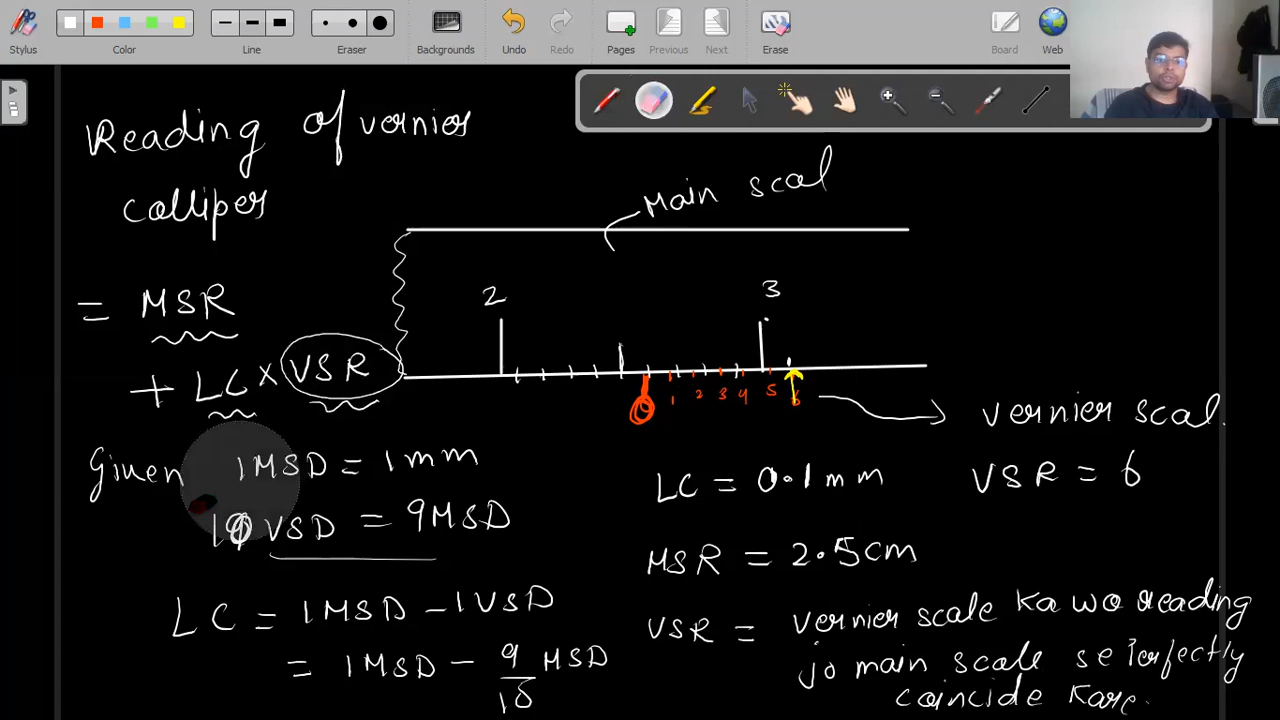 Stylus
Color
Line
Eraser
Backgrounds
Undo
Redo
Pages
Previous
Next
Erase
Board
Web
Reading of vernier
calliper
Main scal
= MSR
+ LC × VSR
2
3
0 1 2 3 4 5 6
vernier scal.
Given 1MSD = 1mm
10 VSD = 9MSD
LC = 1MSD - 1VSD
= 1MSD - 9/10 MSD
LC = 0.1mm
VSR = 6
MSR = 2.5cm
VSR = vernier scale ka wo reading
jo main scale se Perfectly
coincide kare.